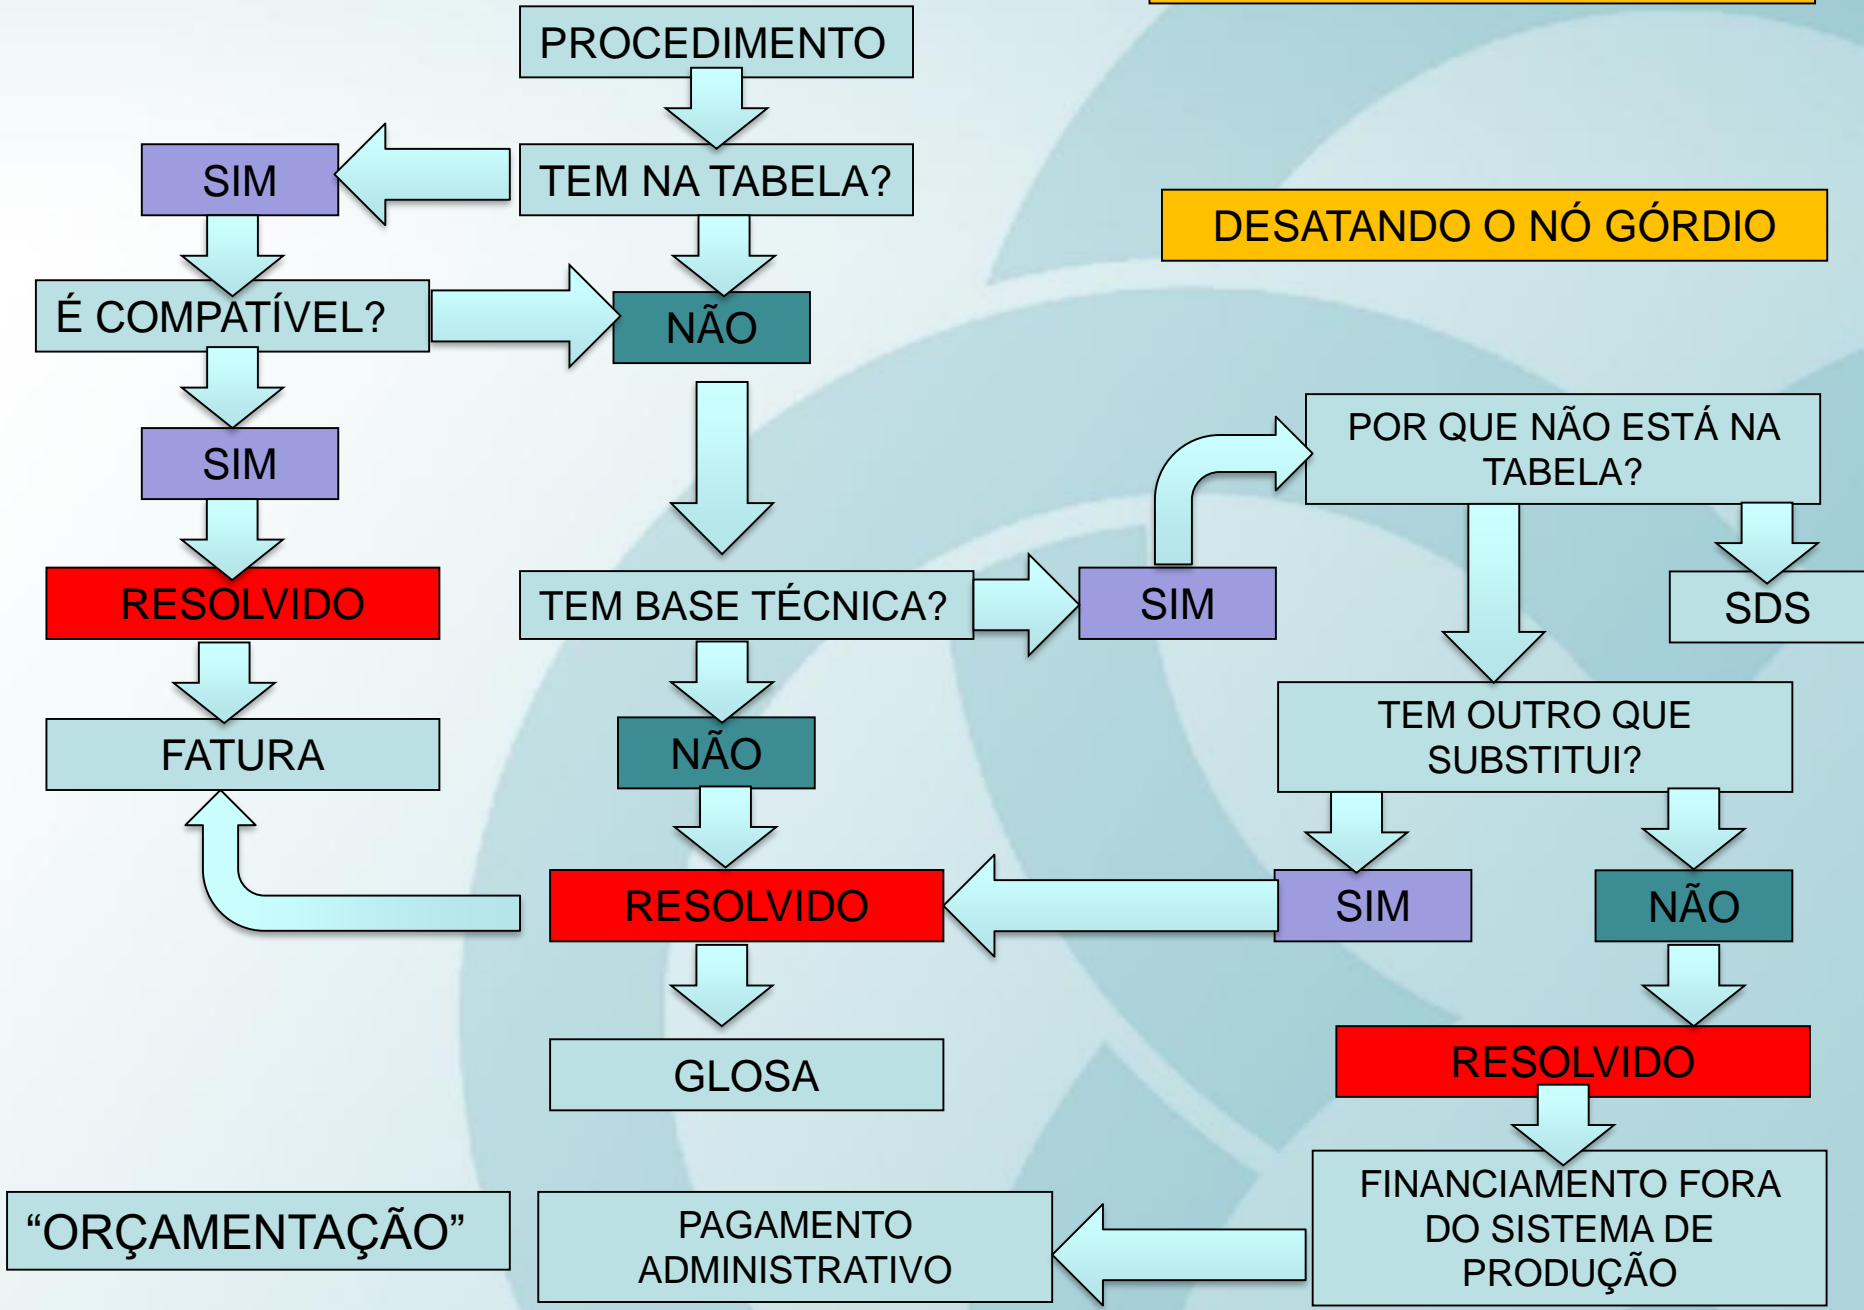 PROCEDIMENTO
SIM
TEM NA TABELA?
DESATANDO O NÓ GÓRDIO
É COMPATÍVEL?
NÃO
SIM
POR QUE NÃO ESTÁ NA
TABELA?
RESOLVIDO
TEM BASE TÉCNICA?
SIM
SDS
FATURA
NÃO
TEM OUTRO QUE
SUBSTITUI?
RESOLVIDO
SIM
NÃO
GLOSA
RESOLVIDO
“ORÇAMENTAÇÃO”
PAGAMENTO
ADMINISTRATIVO
FINANCIAMENTO FORA
DO SISTEMA DE
PRODUÇÃO